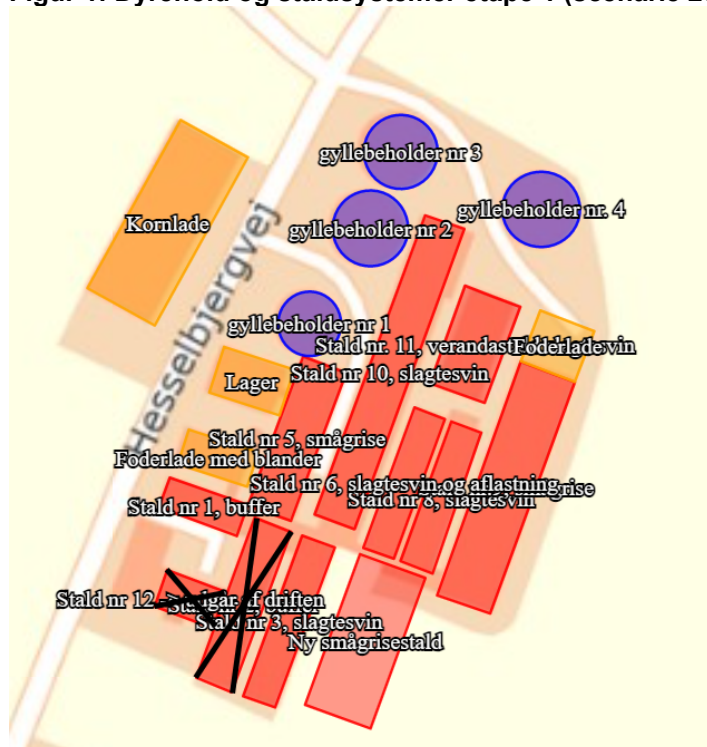 gyllebeholder nr 3
Kornlade
gyllebeholder nr. 4
gyllebeholder nr 2
Hesselbjergvej
gyllebeholder nr 1
Stald nr. 11,
Foderlade
Stald nr 10, slagtesvin
Lager
Stald nr 5, smågrise
Foderlade med blander
Stald nr 6, slagtesvin og aflastning
Stald nr 8, slagtesvin
Stald nr 1, buffer
Stald nr 12
af driften
Stald nr 3, slagtesvin
Ny smågrisestald